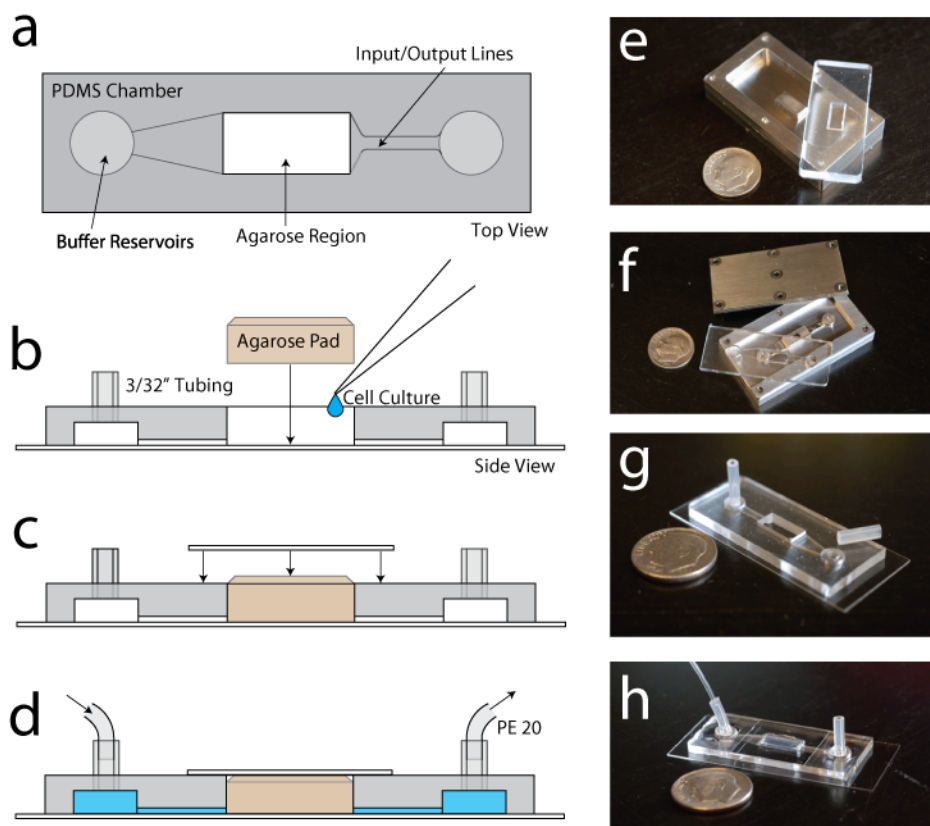 a
Input/Output Lines
PDMS Chamber
Buffer Reservoirs
Agarose Region
Top View
b
Agarose Pad
3/32” Tubing
Cell Culture
Side View
c
d
PE 20
e
f
g
h